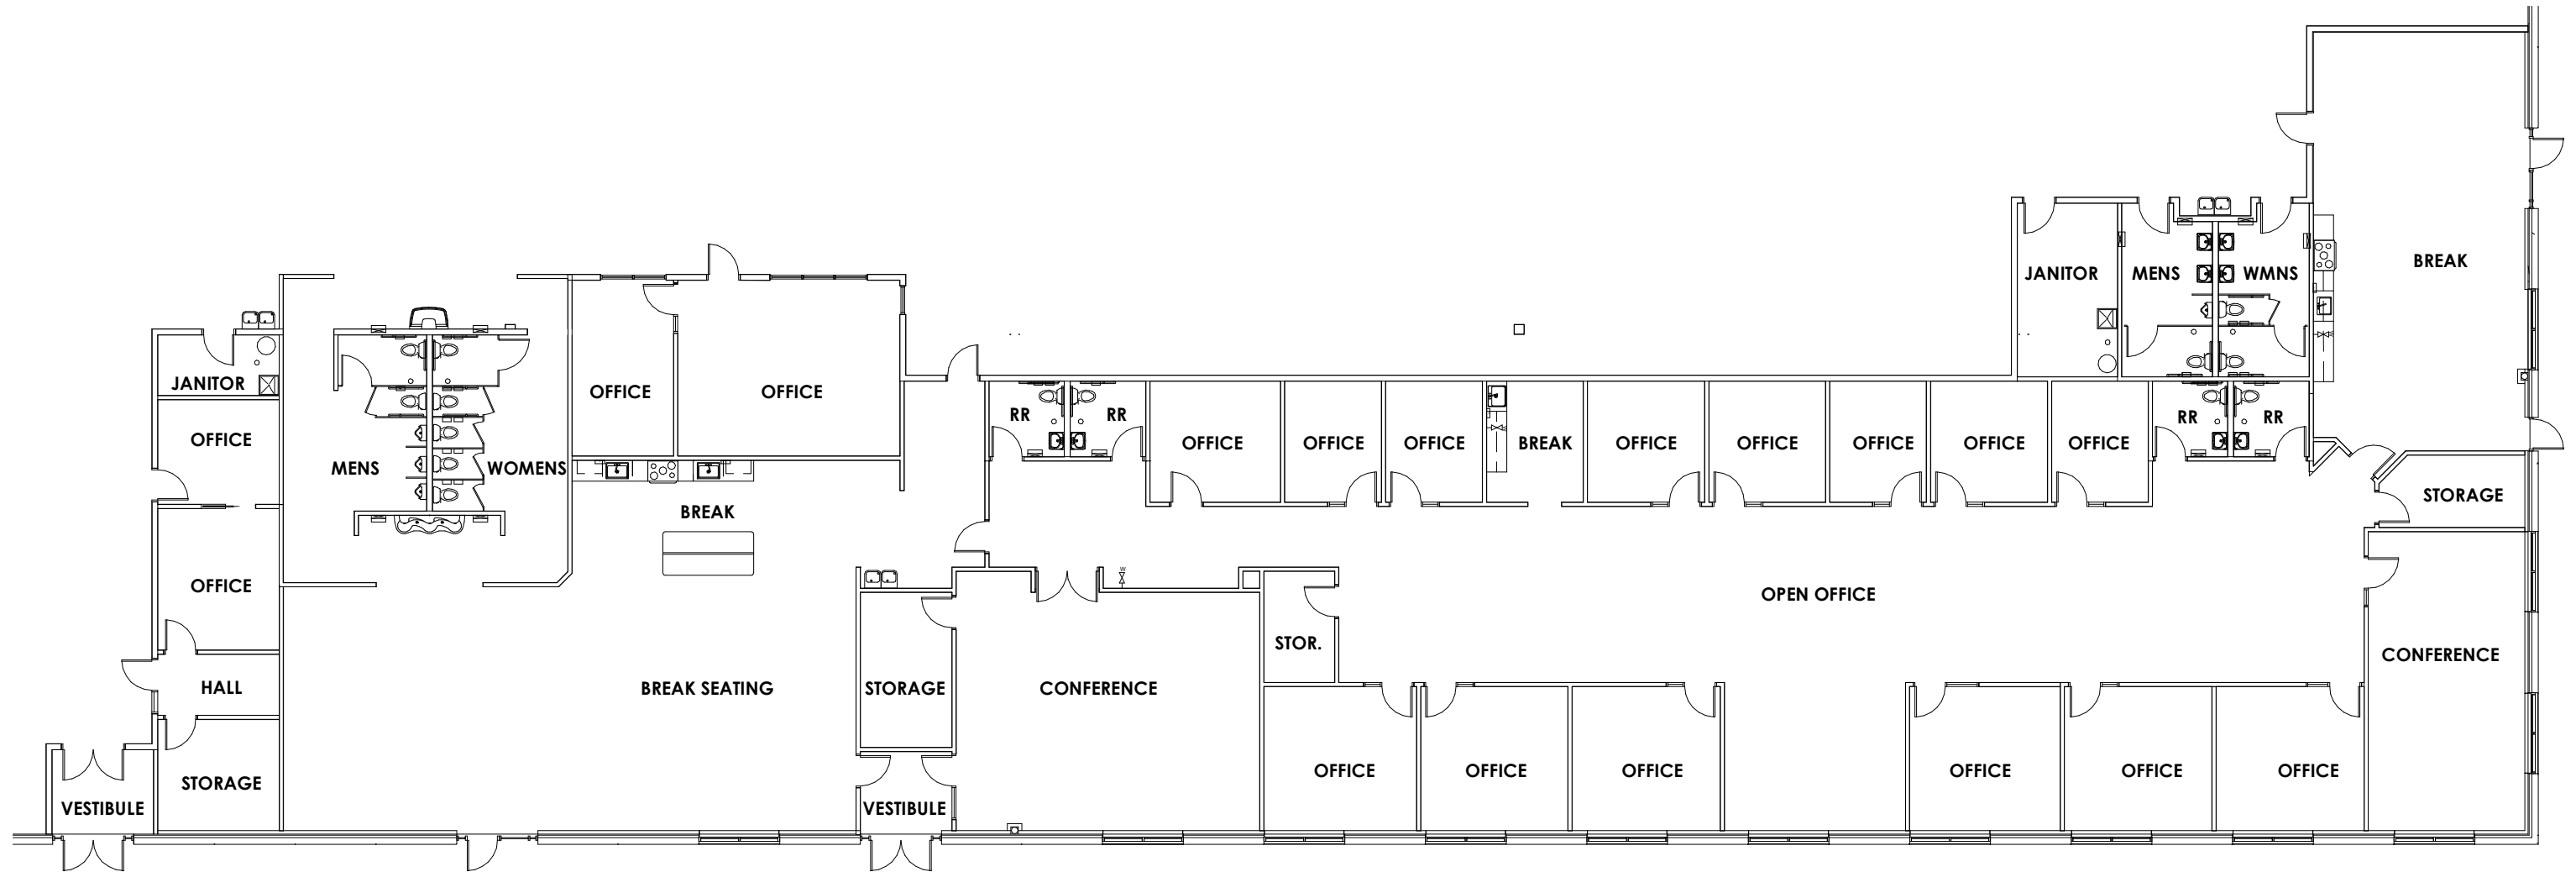 BREAK
JANITOR
MENS
WMNS
JANITOR
OFFICE
OFFICE
RR
RR
RR
RR
OFFICE
MENS
WOMENS
OFFICE
OFFICE
OFFICE
BREAK
OFFICE
OFFICE
OFFICE
OFFICE
OFFICE
STORAGE
BREAK
OFFICE
OPEN OFFICE
STOR.
CONFERENCE
HALL
BREAK SEATING
STORAGE
CONFERENCE
STORAGE
OFFICE
OFFICE
OFFICE
OFFICE
OFFICE
OFFICE
VESTIBULE
VESTIBULE